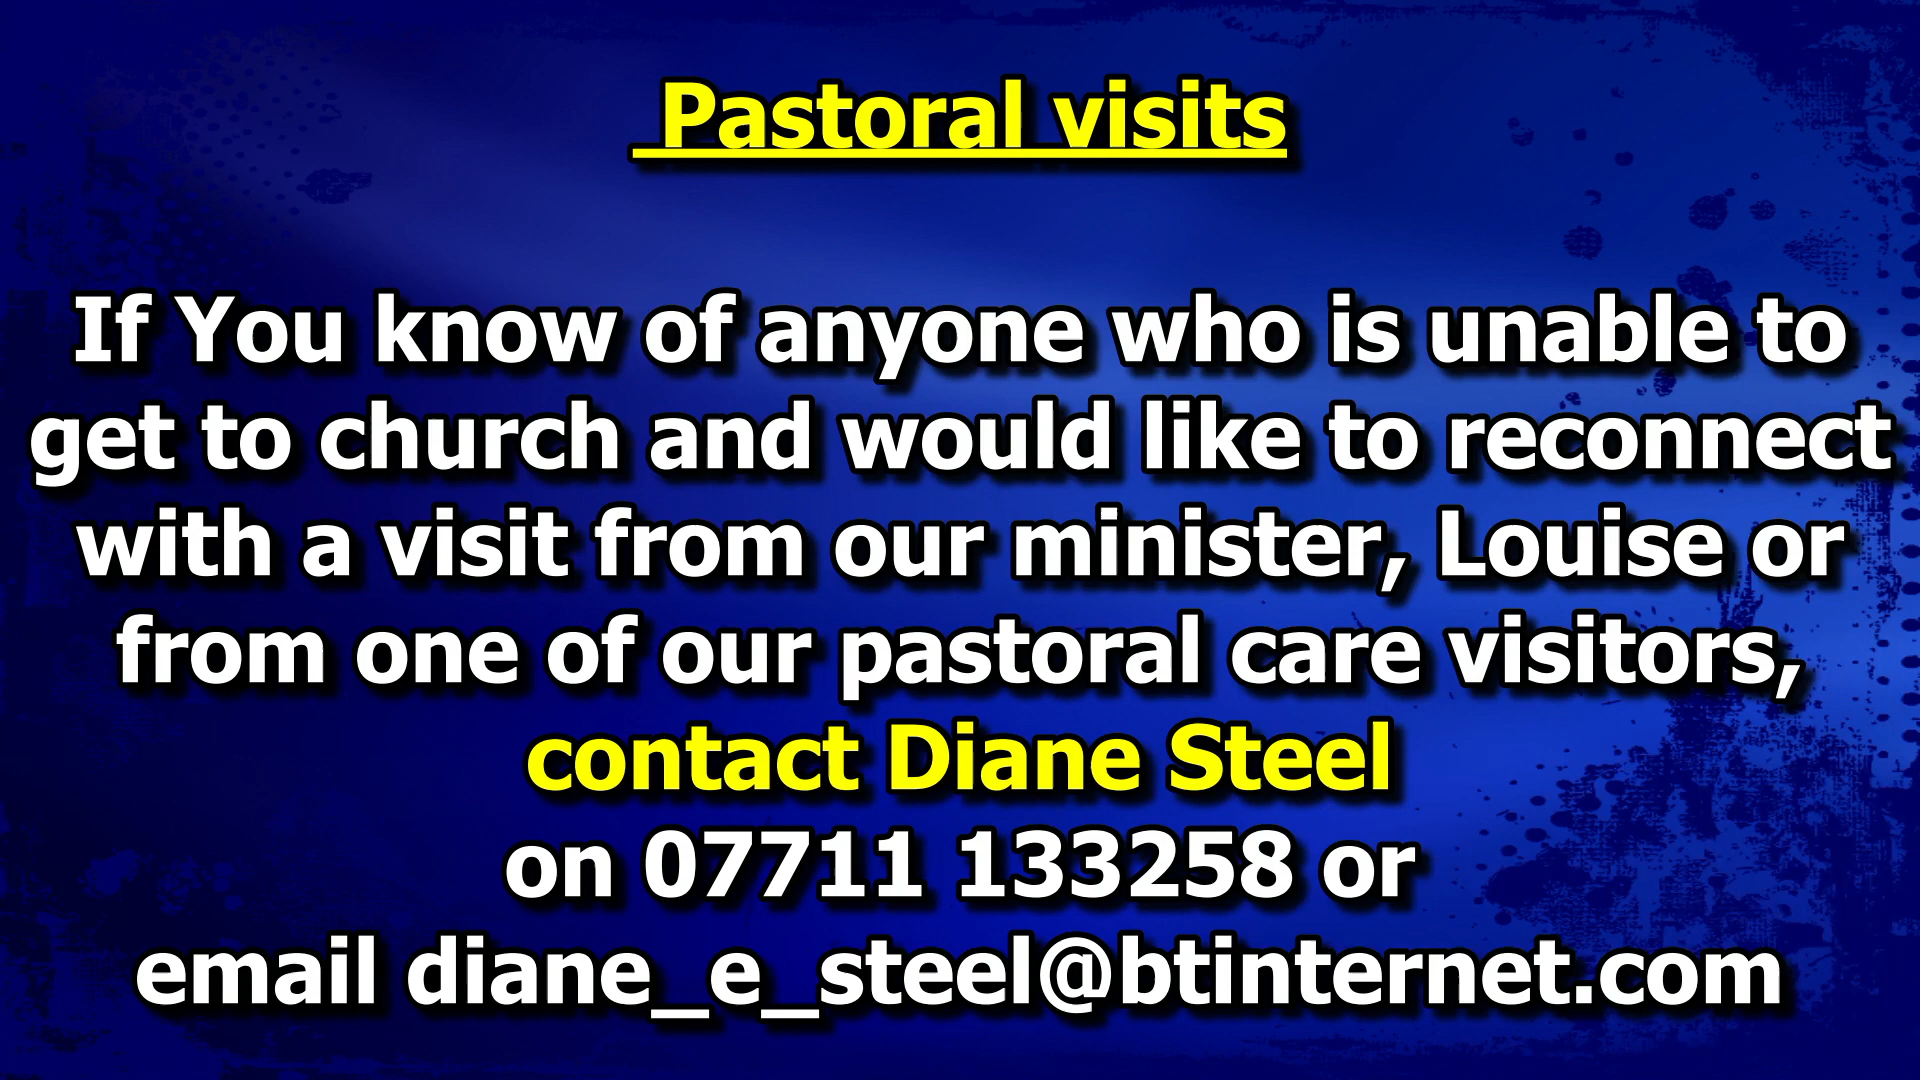 Pastoral visits
If You know of anyone who is unable to
get to church and would like to reconnect
with a visit from our minister, Louise or
from one of our pastoral care visitors,
contact Diane Steel
on 07711 133258 or
email diane_e_steel@btinternet.com